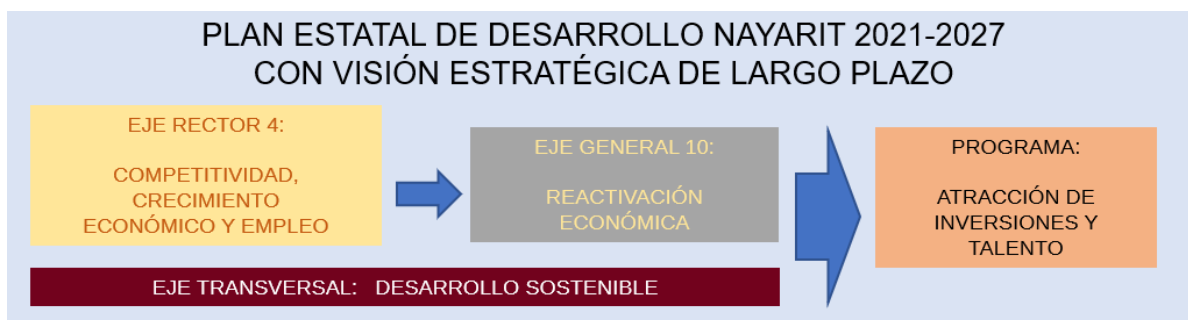 PLAN ESTATAL DE DESARROLLO NAYARIT 2021-2027
CON VISIÓN ESTRATÉGICA DE LARGO PLAZO
EJE RECTOR 4:
COMPETITIVIDAD,
CRECIMIENTO
ECONÓMICO Y EMPLEO
EJE GENERAL 10:
REACTIVACIÓN
ECONÓMICA
PROGRAMA:
ATRACCIÓN DE
INVERSIONES Y
TALENTO
EJE TRANSVERSAL: DESARROLLO SOSTENIBLE